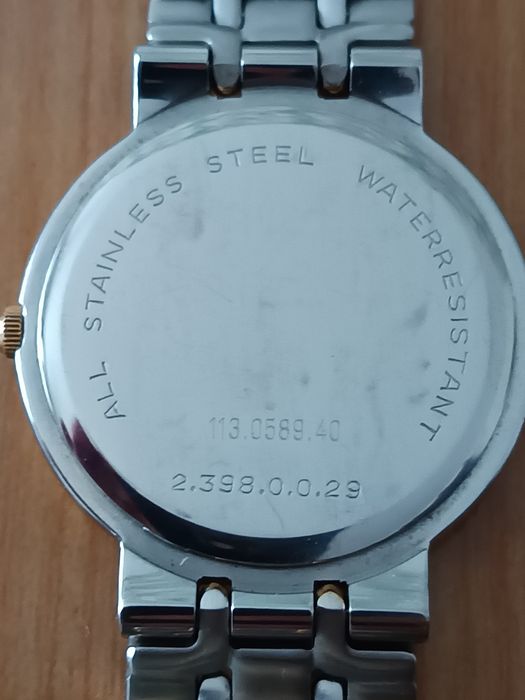 ALL STAINLESS STEEL WATERRESISTANT
113.0589.40
2.398.0.0.29